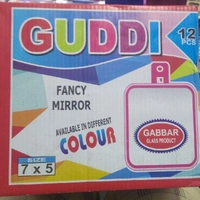 GUDDI
12
PCS
FANCY
MIRROR
AVAILABLE IN DIFFERENT
COLOUR
GABBAR
GLASS PRODUCT
SIZE
7 x 5